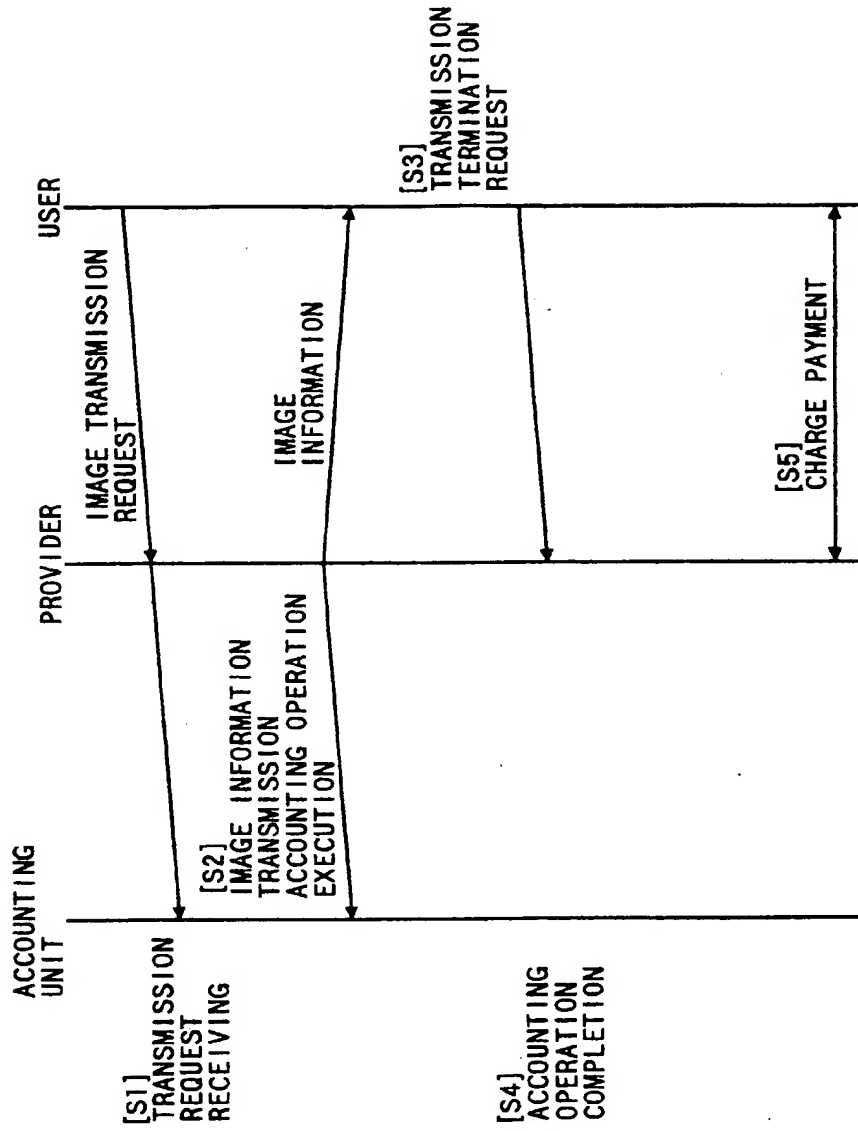 ACCOUNTING
UNIT
PROVIDER
USER
[S1]
TRANSMISSION
REQUEST
RECEIVING
IMAGE TRANSMISSION
REQUEST
[S2]
IMAGE INFORMATION
TRANSMISSION
ACCOUNTING OPERATION
EXECUTION
IMAGE
INFORMATION
[S3]
TRANSMISSION
TERMINATION
REQUEST
[S4]
ACCOUNTING
OPERATION
COMPLETION
[S5]
CHARGE PAYMENT